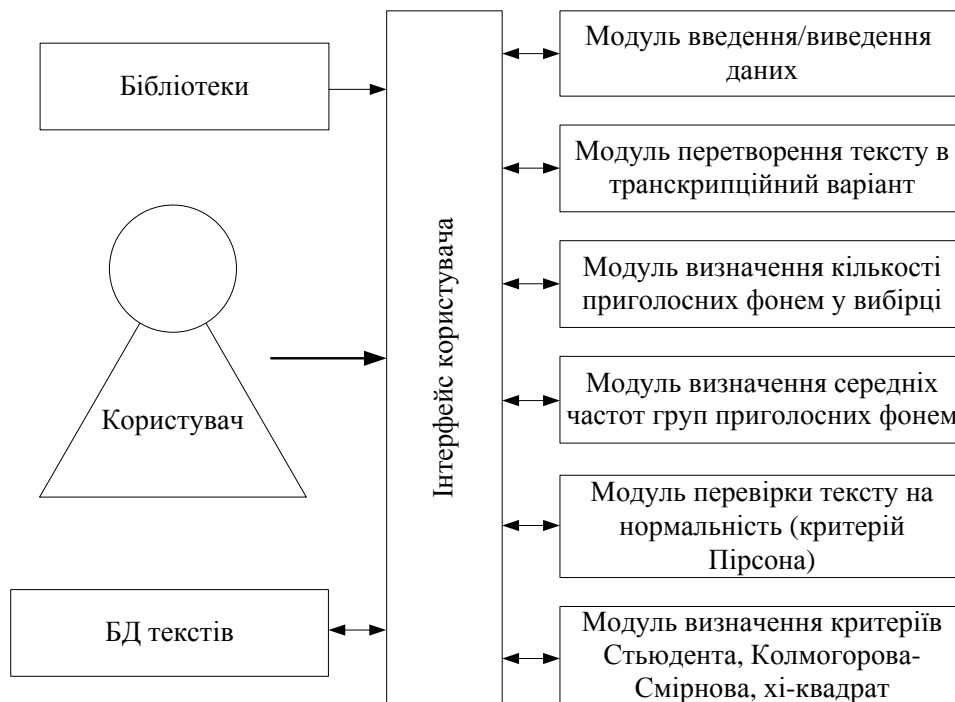 Бібліотеки
Користувач
БД текстів
Інтерфейс користувача
Модуль введення/виведення
даних
Модуль перетворення тексту в
транскрипційний варіант
Модуль визначення кількості
приголосних фонем у вибірці
Модуль визначення середніх
частот груп приголосних фонем
Модуль перевірки тексту на
нормальність (критерій
Пірсона)
Модуль визначення критеріїв
Стьюдента, Колмогорова-
Смірнова, хі-квадрат